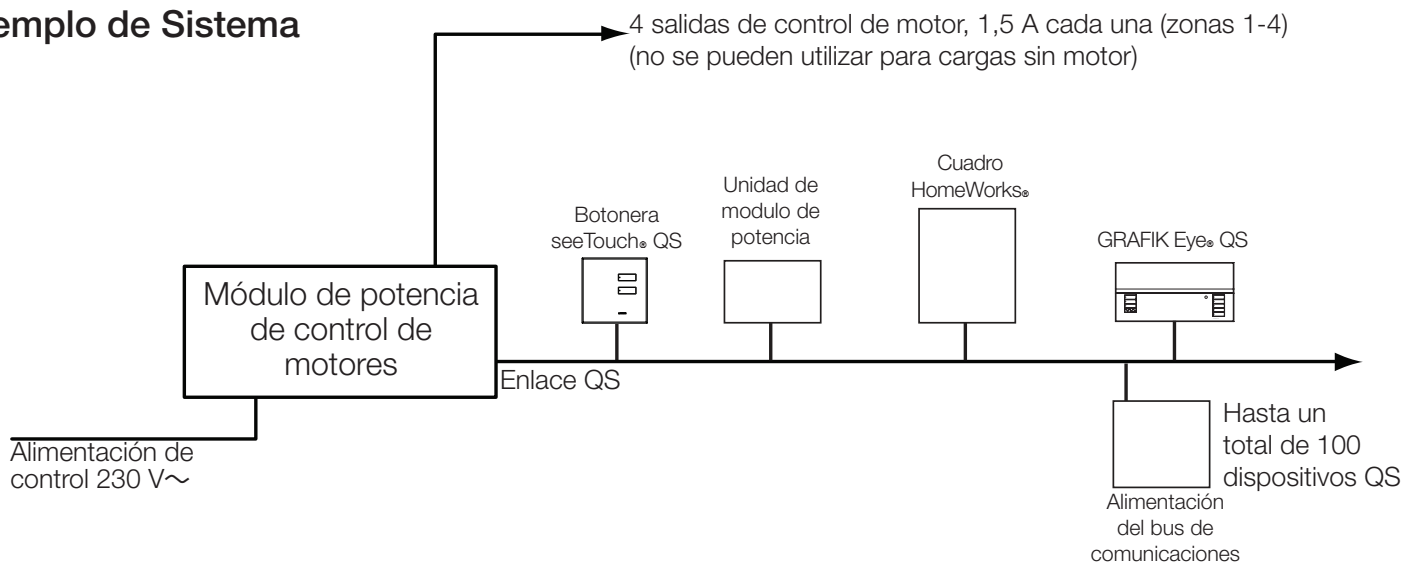 emplo de Sistema
4 salidas de control de motor, 1,5 A cada una (zonas 1-4)
(no se pueden utilizar para cargas sin motor)
Cuadro
HomeWorks®
Unidad de
modulo de
potencia
Botonera
seeTouch® QS
GRAFIK Eye® QS
Módulo de potencia
de control de
motores
Enlace QS
Alimentación de
control 230 V~
Hasta un
total de 100
dispositivos QS
Alimentación
del bus de
comunicaciones